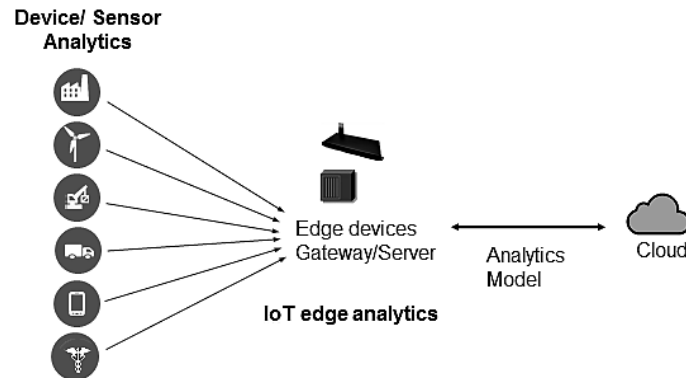 Device/ Sensor
Analytics
Edge devices
Gateway/Server
Analytics
Model
Cloud
IoT edge analytics